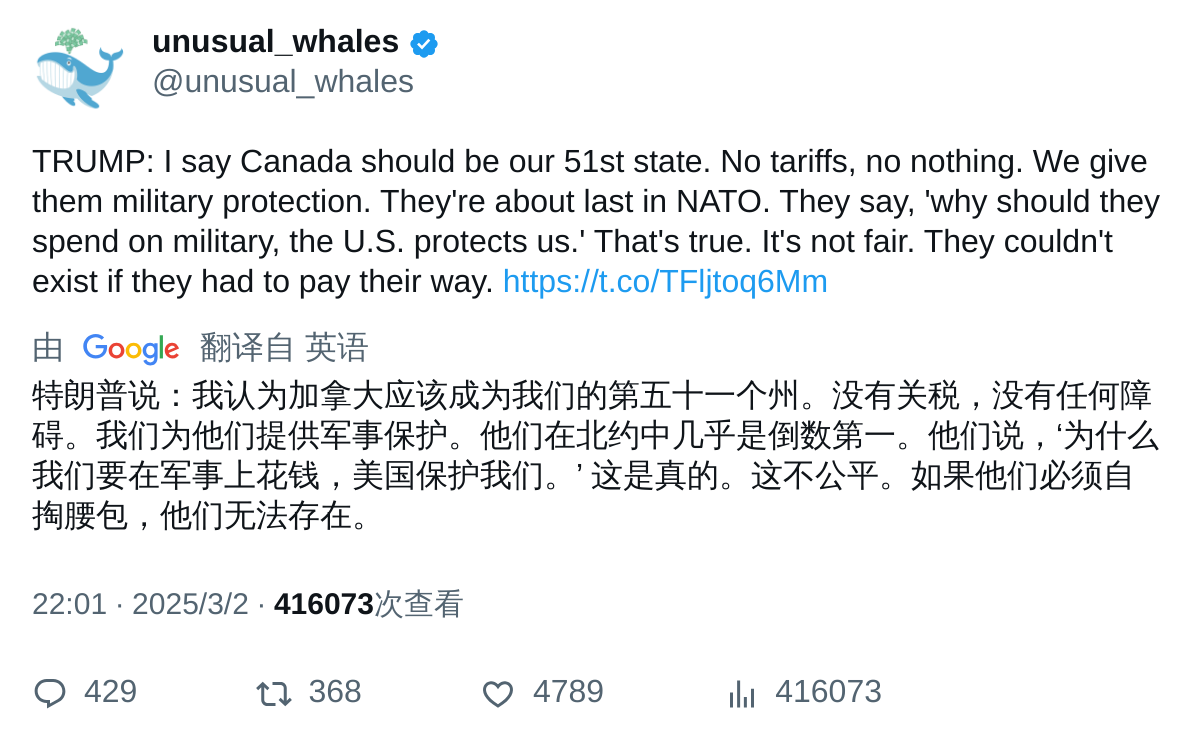 unusual_whales
@unusual_whales
TRUMP: I say Canada should be our 51st state. No tariffs, no nothing. We give
them military protection. They're about last in NATO. They say, 'why should they
spend on military, the U.S. protects us.' That's true. It's not fair. They couldn't
exist if they had to pay their way. https://t.co/TFljtoq6Mm
由 Google 翻译自 英语
特朗普说：我认为加拿大应该成为我们的第五十一个州。没有关税，没有任何障
碍。我们为他们提供军事保护。他们在北约中几乎是倒数第一。他们说，‘为什么
我们要在军事上花钱，美国保护我们。’ 这是真的。这不公平。如果他们必须自
掏腰包，他们无法存在。
22:01 · 2025/3/2 · 416073次查看
429 368 4789 416073